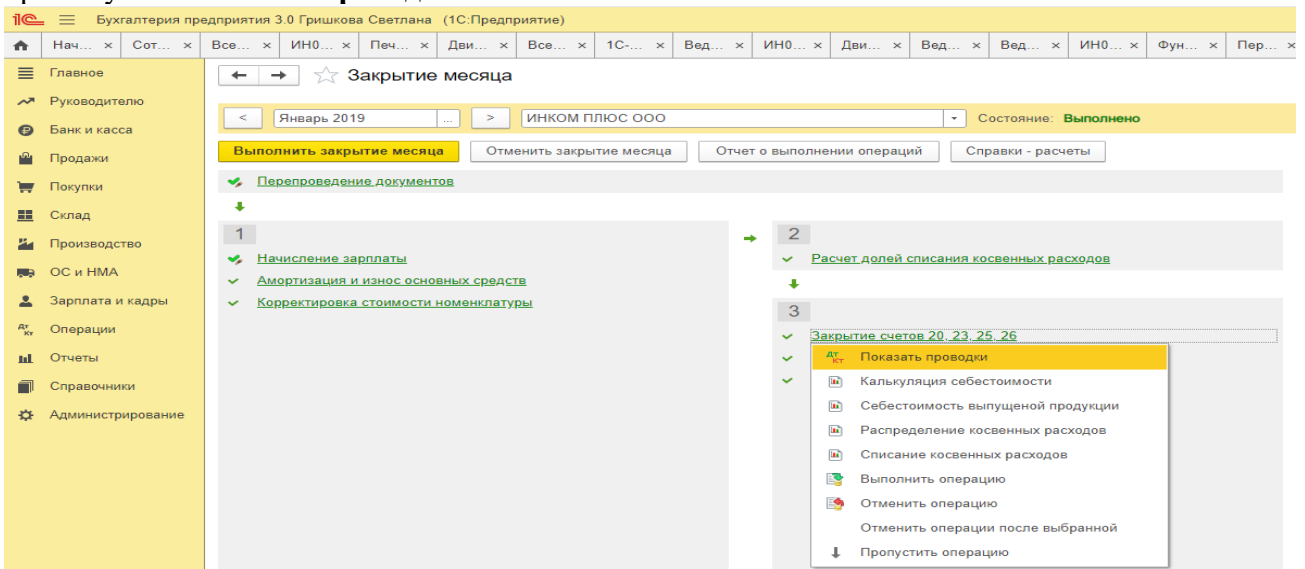 1С Бухгалтерия предприятия 3.0 Гришкова Светлана (1С:Предприятие)
Нач... × Сот... × Все... × ИН0... × Печ... × Дви... × Все... × 1С-... × Вед... × ИН0... × Дви... × Вед... × Вед... × ИН0... × Фун... × Пер... ×
Главное
Руководителю
Банк и касса
Продажи
Покупки
Склад
Производство
ОС и НМА
Зарплата и кадры
Операции
Отчеты
Справочники
Администрирование
Закрытие месяца
< Январь 2019 ... > ИНКОМ ПЛЮС ООО Состояние: Выполнено
Выполнить закрытие месяца Отменить закрытие месяца Отчет о выполнении операций Справки - расчеты
Перепроведение документов
1
Начисление зарплаты
Амортизация и износ основных средств
Корректировка стоимости номенклатуры
2
Расчет долей списания косвенных расходов
3
Закрытие счетов 20, 23, 25, 26
Дт Кт Показать проводки
Калькуляция себестоимости
Себестоимость выпущеной продукции
Распределение косвенных расходов
Списание косвенных расходов
Выполнить операцию
Отменить операцию
Отменить операции после выбранной
Пропустить операцию